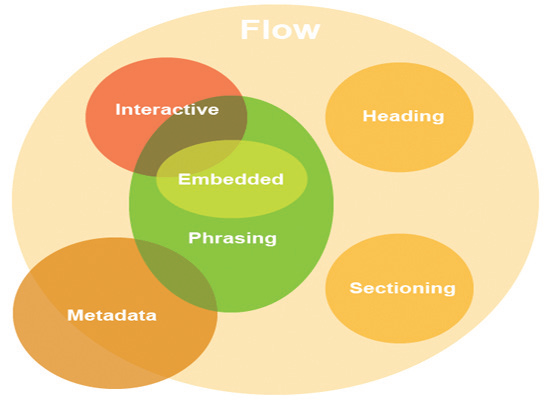 Flow
Interactive
Heading
Embedded
Phrasing
Sectioning
Metadata